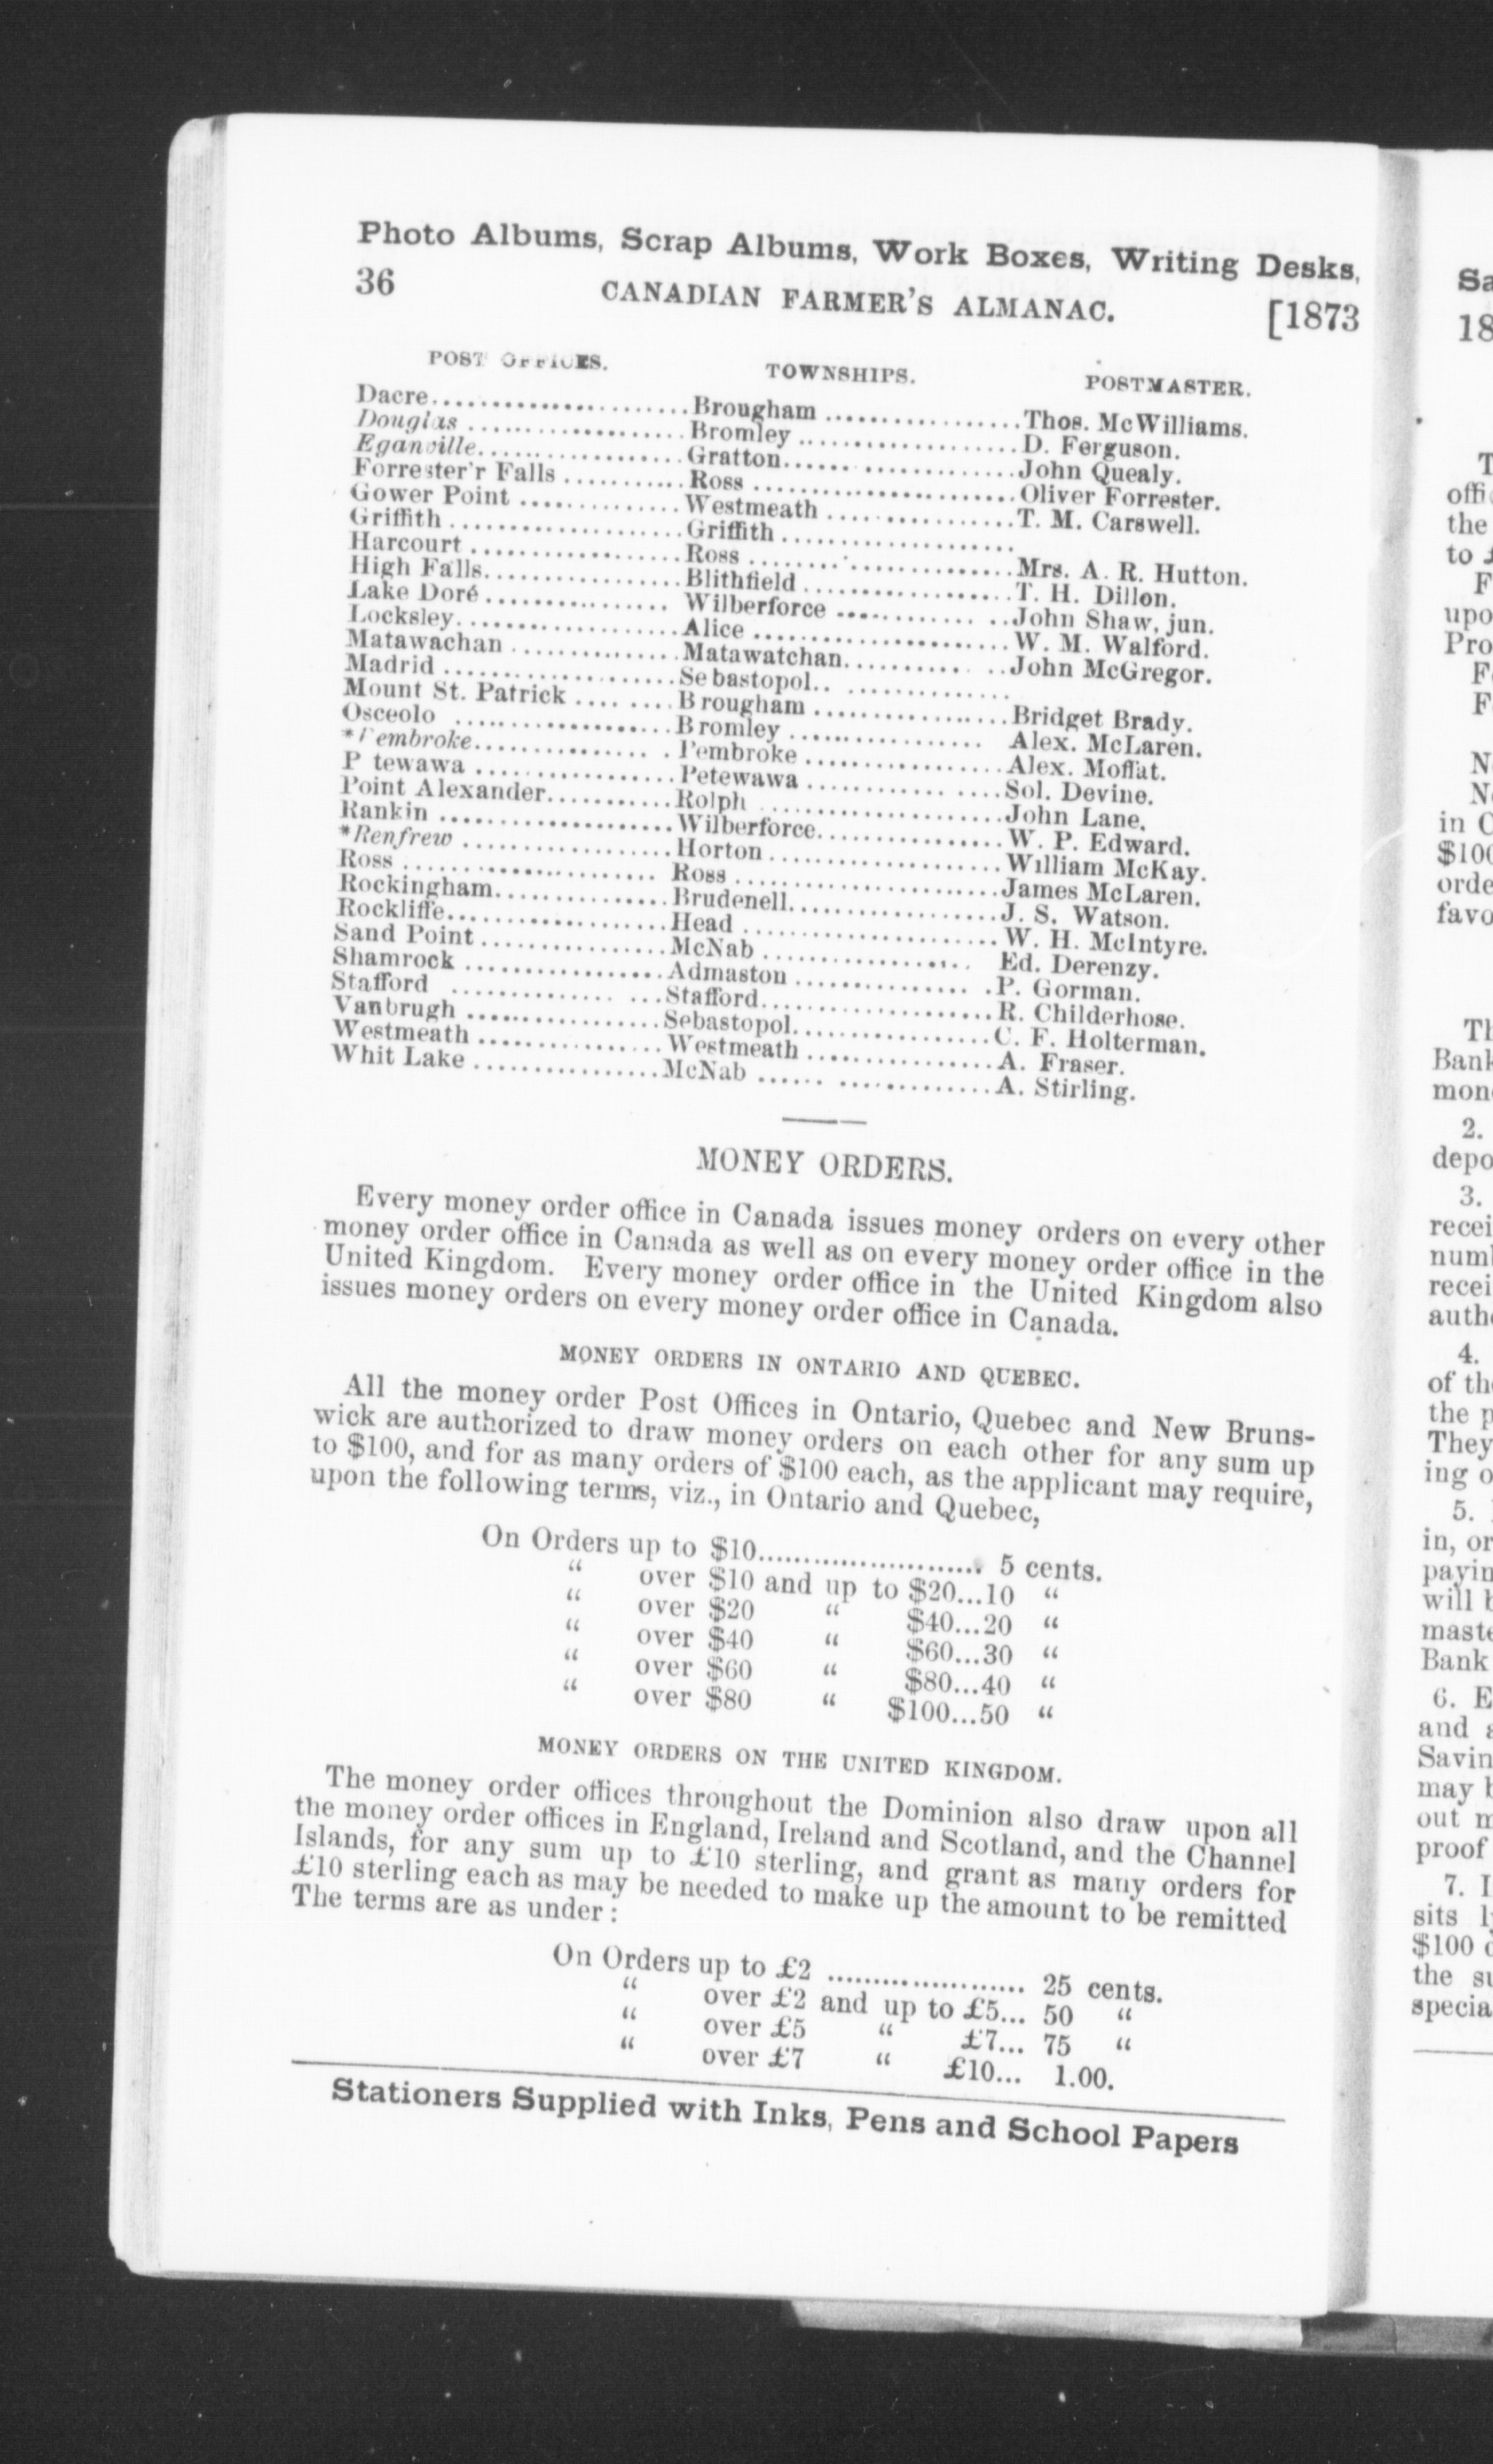 Photo Albums, Scrap Albums, Work Boxes, Writing Desks,
36 CANADIAN FARMER'S ALMANAC. [1873
POST OFFICES. TOWNSHIPS. POSTMASTER.
Dacre......................Brougham ..................Thos. McWilliams.
Douglas ....................Bromley ....................D. Ferguson.
Eganville...................Gratton......................John Quealy.
Forrester'r Falls ...........Ross ........................Oliver Forrester.
Gower Point ...............Westmeath .................T. M. Carswell.
Griffith ......................Griffith ......................
Harcourt ...................Ross .........................Mrs. A. R. Hutton.
High Falls...................Blithfield ...................T. H. Dillon.
Lake Doré ................. Wilberforce ................John Shaw, jun.
Locksley.....................Alice ........................W. M. Walford.
Matawachan ...............Matawatchan...............John McGregor.
Madrid ......................Sebastopol.. ...............
Mount St. Patrick .........Brougham ..................Bridget Brady.
Osceolo .....................Bromley .................. Alex. McLaren.
*Pembroke.................. Pembroke ...................Alex. Moffat.
P tewawa ...................Petewawa ..................Sol. Devine.
Point Alexander............Rolph .......................John Lane.
Rankin ......................Wilberforce..................W. P. Edward.
*Renfrew ....................Horton......................William McKay.
Ross ........................ Ross .........................James McLaren.
Rockingham.................Brudenell....................J. S. Watson.
Rockliffe.....................Head ........................W. H. McIntyre.
Sand Point ..................McNab .................... Ed. Derenzy.
Shamrock ...................Admaston .................P. Gorman.
Stafford .....................Stafford......................R. Childerhose.
Vanbrugh ...................Sebastopol...................C. F. Holterman.
Westmeath ..................Westmeath ..................A. Fraser.
Whit Lake ..................McNab ......................A. Stirling.
MONEY ORDERS.
Every money order office in Canada issues money orders on every other
money order office in Canada as well as on every money order office in the
United Kingdom. Every money order office in the United Kingdom also
issues money orders on every money order office in Canada.
MONEY ORDERS IN ONTARIO AND QUEBEC.
All the money order Post Offices in Ontario, Quebec and New Bruns-
wick are authorized to draw money orders on each other for any sum up
to $100, and for as many orders of $100 each, as the applicant may require,
upon the following terms, viz., in Ontario and Quebec,
On Orders up to $10......................... 5 cents.
" over $10 and up to $20...10 "
" over $20 " $40...20 "
" over $40 " $60...30 "
" over $60 " $80...40 "
" over $80 " $100...50 "
MONEY ORDERS ON THE UNITED KINGDOM.
The money order offices throughout the Dominion also draw upon all
the money order offices in England, Ireland and Scotland, and the Channel
Islands, for any sum up to £10 sterling, and grant as many orders for
£10 sterling each as may be needed to make up the amount to be remitted
The terms are as under:
On Orders up to £2 ...................... 25 cents.
" over £2 and up to £5... 50 "
" over £5 " £7... 75 "
" over £7 " £10... 1.00.
Stationers Supplied with Inks, Pens and School Papers